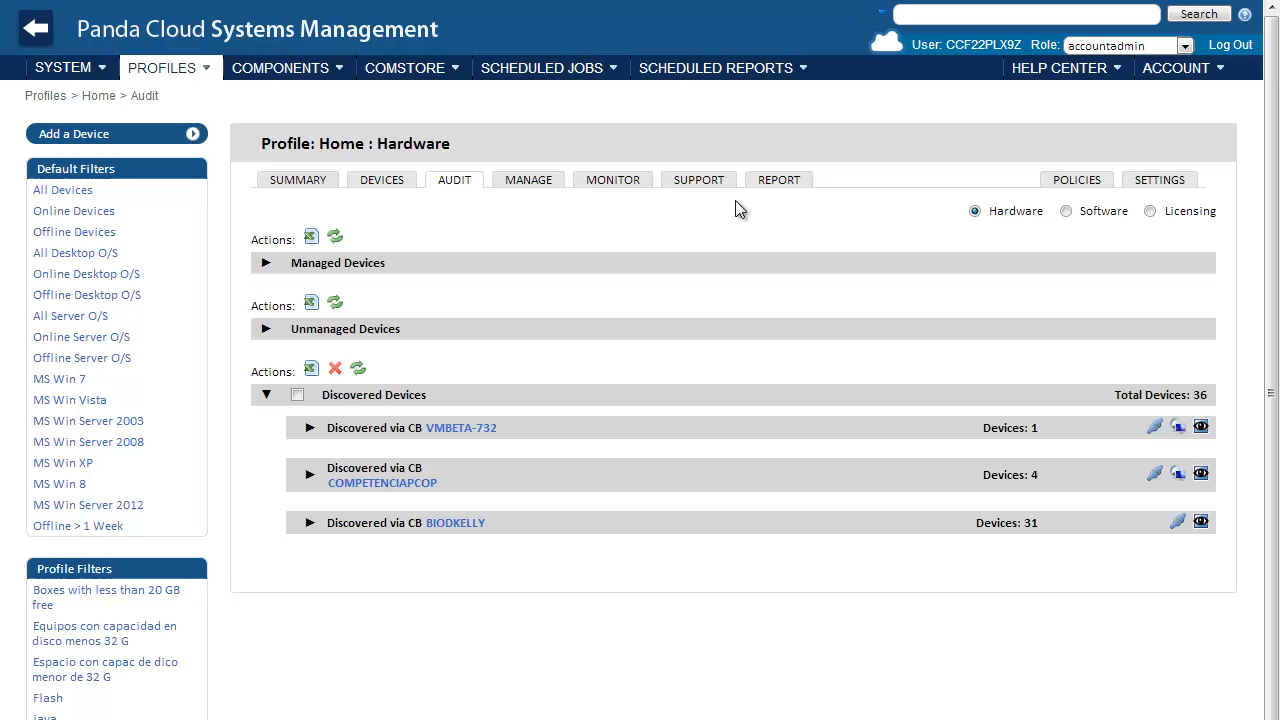 Panda Cloud Systems Management
Search
User: CCF22PLX9Z Role: accountadmin Log Out
SYSTEM PROFILES COMPONENTS COMSTORE SCHEDULED JOBS SCHEDULED REPORTS HELP CENTER ACCOUNT
Profiles > Home > Audit
Add a Device
Default Filters
All Devices
Online Devices
Offline Devices
All Desktop O/S
Online Desktop O/S
Offline Desktop O/S
All Server O/S
Online Server O/S
Offline Server O/S
MS Win 7
MS Win Vista
MS Win Server 2003
MS Win Server 2008
MS Win XP
MS Win 8
MS Win Server 2012
Offline > 1 Week
Profile Filters
Boxes with less than 20 GB
free
Equipos con capacidad en
disco menos 32 G
Espacio con capac de dico
menor de 32 G
Flash
java
Profile: Home : Hardware
SUMMARY DEVICES AUDIT MANAGE MONITOR SUPPORT REPORT POLICIES SETTINGS
Hardware Software Licensing
Actions:
Managed Devices
Actions:
Unmanaged Devices
Actions:
Discovered Devices Total Devices: 36
Discovered via CB VMBETA-732 Devices: 1
Discovered via CB
COMPETENCIAPCOP Devices: 4
Discovered via CB BIODKELLY Devices: 31